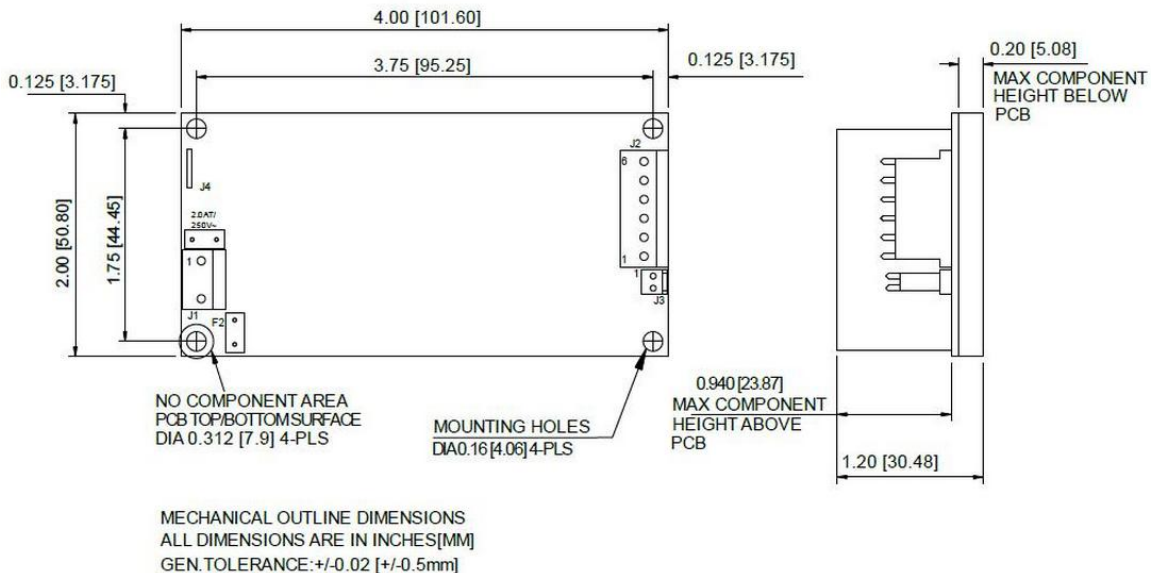 4.00 [101.60]
3.75 [95.25]
0.125 [3.175]
0.125 [3.175]
0.20 [5.08]
MAX COMPONENT
HEIGHT BELOW
PCB
2.00 [50.80]
1.75 [44.45]
J4
2.0AT/
250V~
1
J1
F2
J2
6
1
1
J3
NO COMPONENT AREA
PCB TOP/BOTTOM SURFACE
DIA 0.312 [7.9] 4-PLS
MOUNTING HOLES
DIA0.16 [4.06] 4-PLS
0.940 [23.87]
MAX COMPONENT
HEIGHT ABOVE
PCB
1.20 [30.48]
MECHANICAL OUTLINE DIMENSIONS
ALL DIMENSIONS ARE IN INCHES[MM]
GEN.TOLERANCE:+/-0.02 [+/-0.5mm]